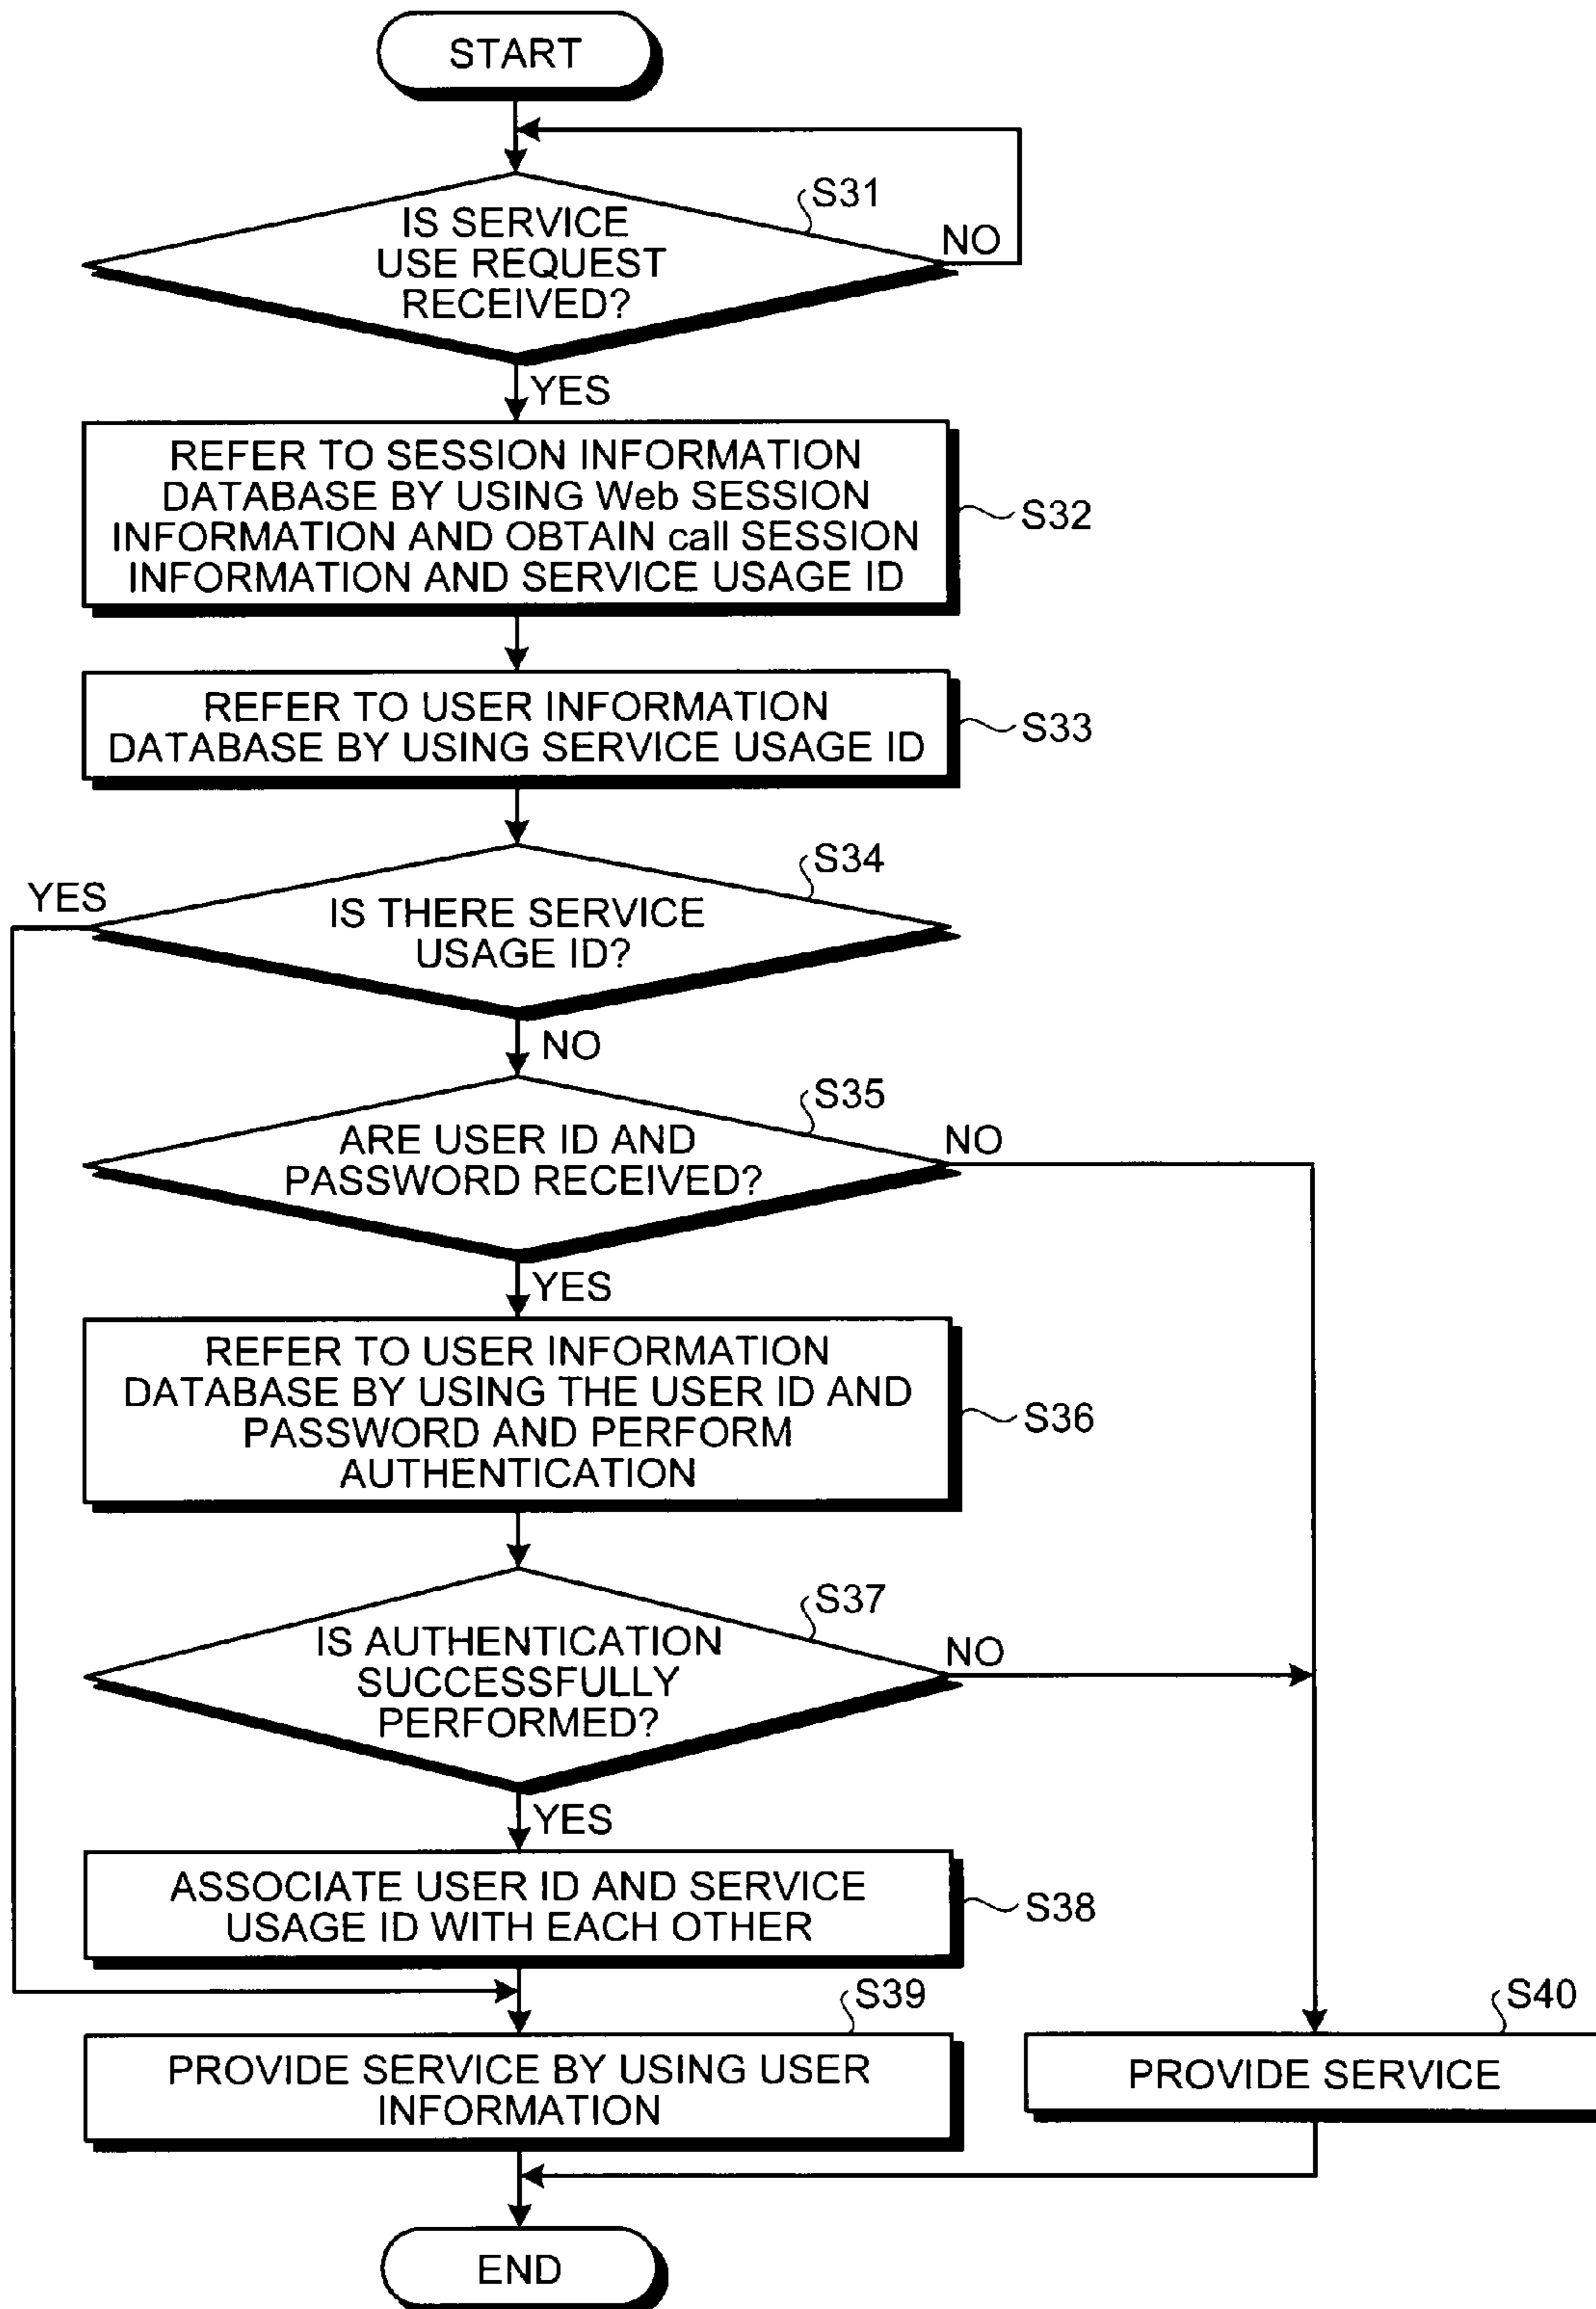 START
IS SERVICE
USE REQUEST
RECEIVED?
S31
NO
YES
REFER TO SESSION INFORMATION
DATABASE BY USING Web SESSION
INFORMATION AND OBTAIN call SESSION
INFORMATION AND SERVICE USAGE ID
S32
REFER TO USER INFORMATION
DATABASE BY USING SERVICE USAGE ID
S33
S34
YES
IS THERE SERVICE
USAGE ID?
NO
S35
ARE USER ID AND
PASSWORD RECEIVED?
NO
YES
REFER TO USER INFORMATION
DATABASE BY USING THE USER ID AND
PASSWORD AND PERFORM
AUTHENTICATION
S36
S37
IS AUTHENTICATION
SUCCESSFULLY
PERFORMED?
NO
YES
ASSOCIATE USER ID AND SERVICE
USAGE ID WITH EACH OTHER
S38
S39
PROVIDE SERVICE BY USING USER
INFORMATION
S40
PROVIDE SERVICE
END